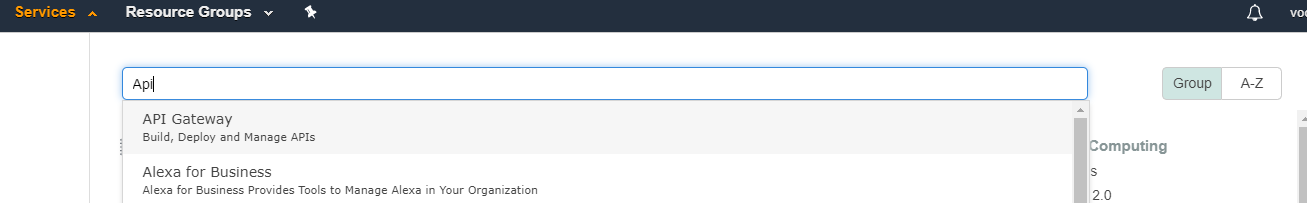 Services Resource Groups voc
Api
Group A-Z
API Gateway
Build, Deploy and Manage APIs
Computing
Alexa for Business
s
Alexa for Business Provides Tools to Manage Alexa in Your Organization
2.0